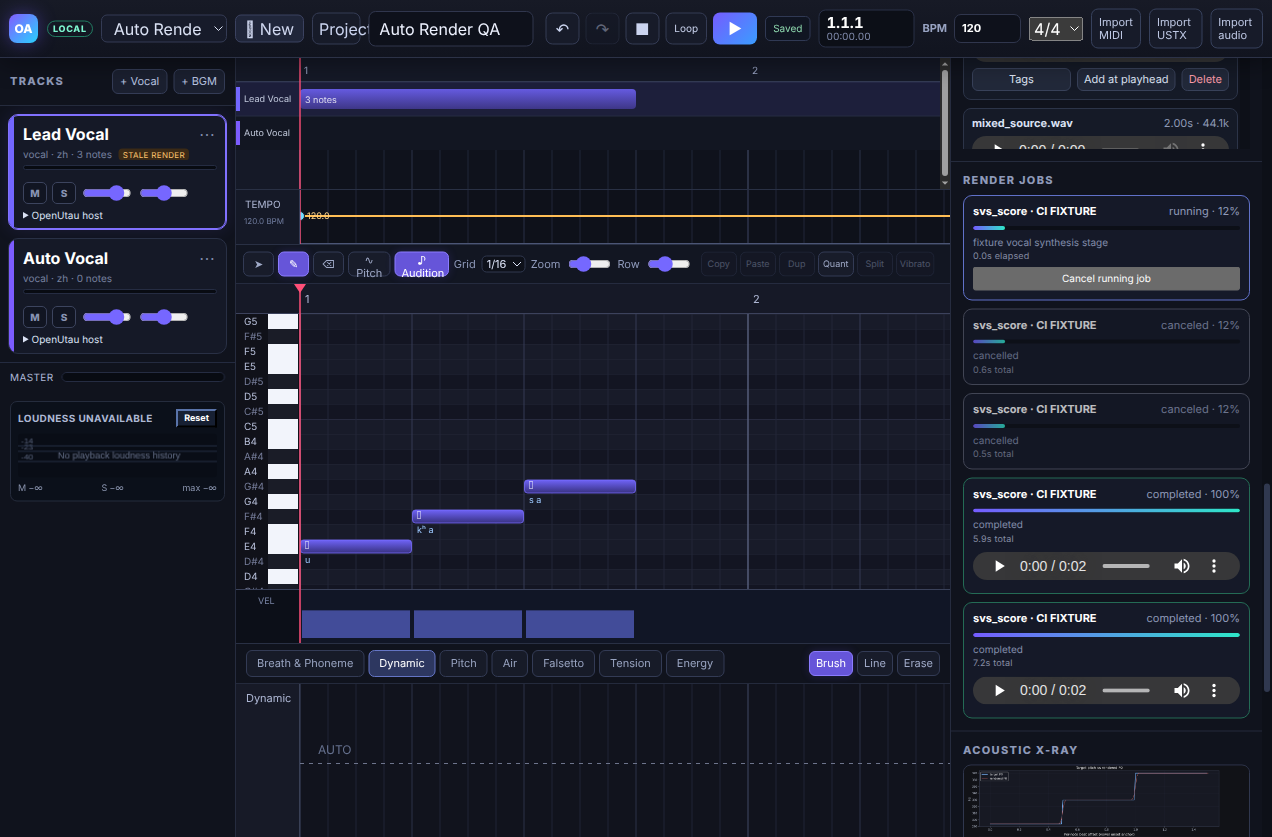 OA
LOCAL
Auto Rende
New
Projec
Auto Render QA
Loop
Saved
1.1.1
00:00.00
BPM
120
4/4
Import
MIDI
Import
USTX
Import
audio
TRACKS
+ Vocal
+ BGM
Lead Vocal
vocal · zh · 3 notes
STALE RENDER
M
S
OpenUtau host
Auto Vocal
vocal · zh · 0 notes
M
S
OpenUtau host
MASTER
LOUDNESS UNAVAILABLE
Reset
-14
-23
-40
No playback loudness history
M −∞
S −∞
max −∞
1
2
Lead Vocal
3 notes
Auto Vocal
TEMPO
120.0 BPM
120.0
Pitch
Audition
Grid
1/16
Zoom
Row
Copy
Paste
Dup
Quant
Split
Vibrato
1
2
G5
F#5
F5
E5
D#5
D5
C#5
C5
B4
A#4
A4
G#4
G4
F#4
F4
E4
D#4
D4
s a
kʰ a
u
VEL
Breath & Phoneme
Dynamic
Pitch
Air
Falsetto
Tension
Energy
Brush
Line
Erase
Dynamic
AUTO
Tags
Add at playhead
Delete
mixed_source.wav
2.00s · 44.1k
0:00 / 0:00
RENDER JOBS
svs_score · CI FIXTURE
running · 12%
fixture vocal synthesis stage
0.0s elapsed
Cancel running job
svs_score · CI FIXTURE
canceled · 12%
cancelled
0.6s total
svs_score · CI FIXTURE
canceled · 12%
cancelled
0.5s total
svs_score · CI FIXTURE
completed · 100%
completed
5.9s total
0:00 / 0:02
svs_score · CI FIXTURE
completed · 100%
completed
7.2s total
0:00 / 0:02
ACOUSTIC X-RAY